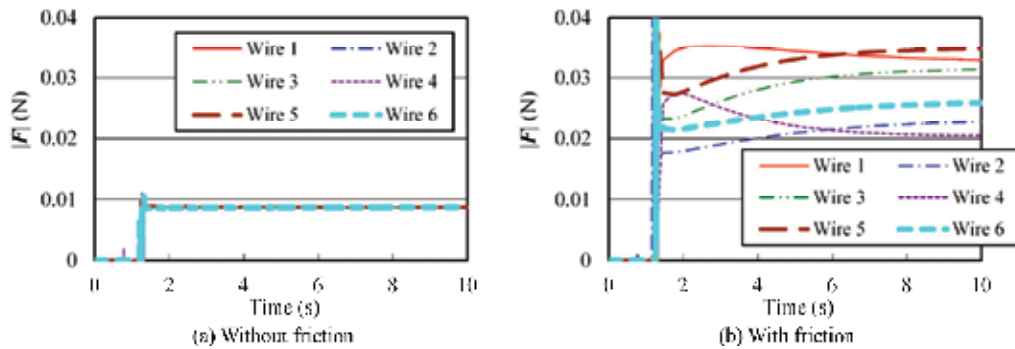 0.04
0.03
0.02
0.01
0
|F| (N)
Wire 1 Wire 2
Wire 3 Wire 4
Wire 5 Wire 6
0 2 4 6 8 10
Time (s)
(a) Without friction
0.04
0.03
0.02
0.01
0
|F| (N)
Wire 1 Wire 2
Wire 3 Wire 4
Wire 5 Wire 6
0 2 4 6 8 10
Time (s)
(b) With friction